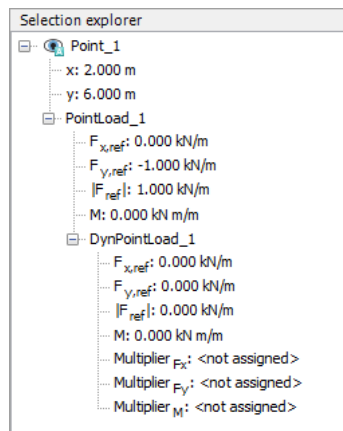 Selection explorer
Point_1
x: 2.000 m
y: 6.000 m
PointLoad_1
Fx,ref: 0.000 kN/m
Fy,ref: -1.000 kN/m
|Fref|: 1.000 kN/m
M: 0.000 kN m/m
DynPointLoad_1
Fx,ref: 0.000 kN/m
Fy,ref: 0.000 kN/m
|Fref|: 0.000 kN/m
M: 0.000 kN m/m
Multiplier Fx: <not assigned>
Multiplier Fy: <not assigned>
Multiplier M: <not assigned>